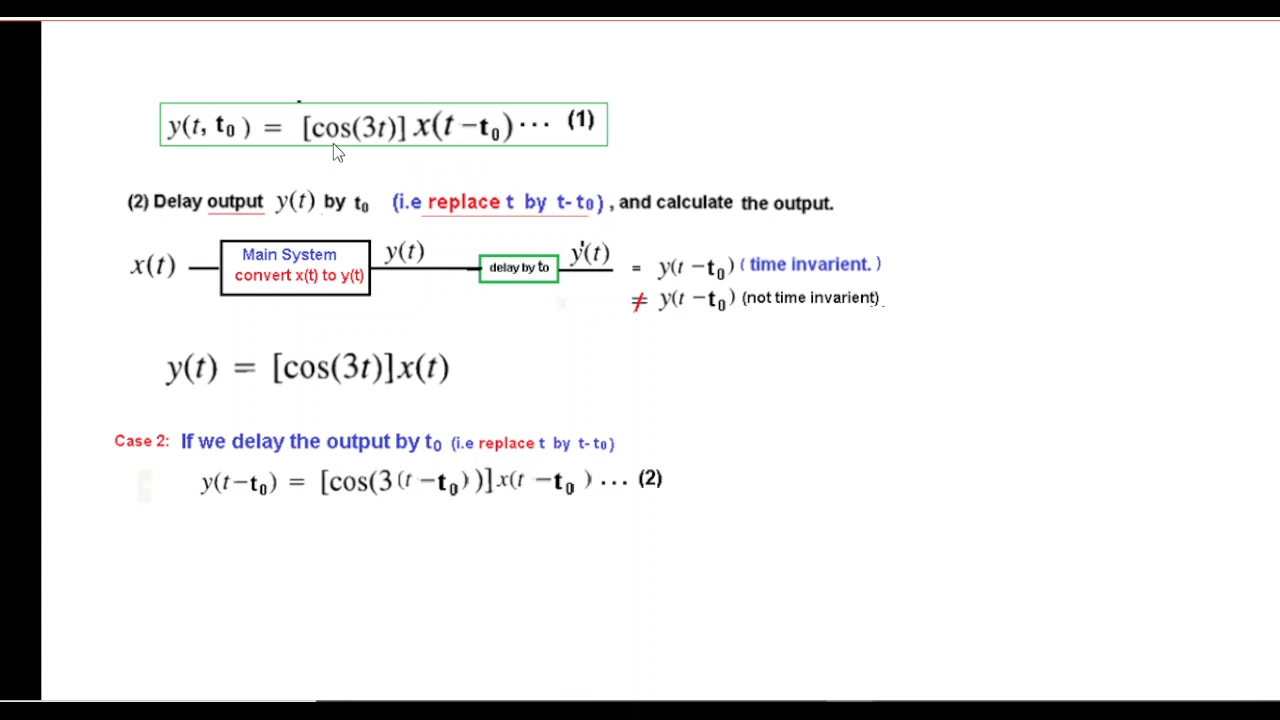 y(t, t₀ ) = [cos(3t)] x(t −t₀) ··· (1)
(2) Delay output y(t) by t₀ (i.e replace t by t- t₀) , and calculate the output.
x(t) Main System convert x(t) to y(t) y(t) delay by t₀ y'(t) = y(t −t₀) ( time invarient. )
≠ y(t −t₀) (not time invarient)
y(t) = [cos(3t)]x(t)
Case 2: If we delay the output by t₀ (i.e replace t by t- t₀)
y(t−t₀) = [cos(3(t −t₀))]x(t −t₀ ) ··· (2)